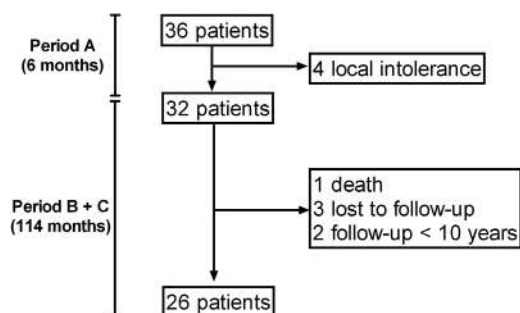 36 patients
Period A
(6 months)
4 local intolerance
32 patients
1 death
3 lost to follow-up
2 follow-up < 10 years
Period B + C
(114 months)
26 patients